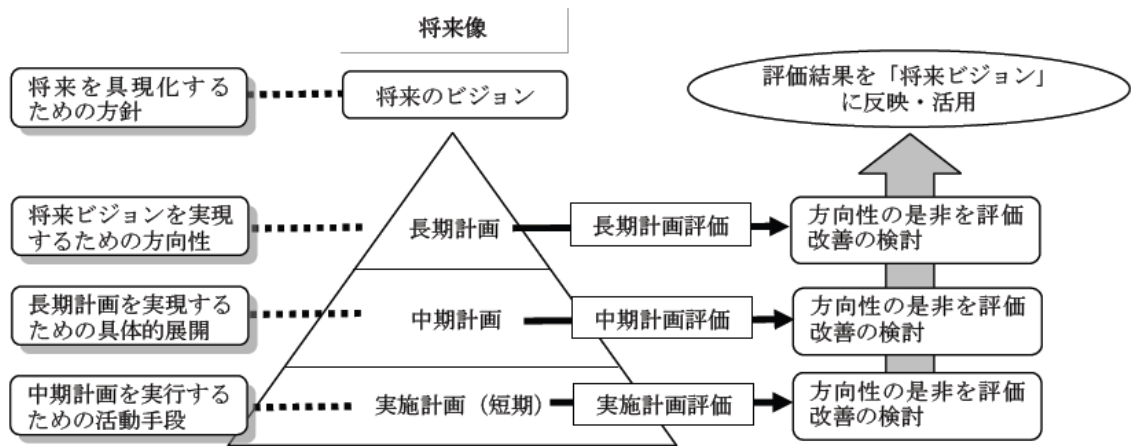 将来像
将来を具現化する
ための方針
将来のビジョン
評価結果を「将来ビジョン」
に反映・活用
将来ビジョンを実現
するための方向性
長期計画
長期計画評価
方向性の是非を評価
改善の検討
長期計画を実現する
ための具体的展開
中期計画
中期計画評価
方向性の是非を評価
改善の検討
中期計画を実行する
ための活動手段
実施計画（短期）
実施計画評価
方向性の是非を評価
改善の検討